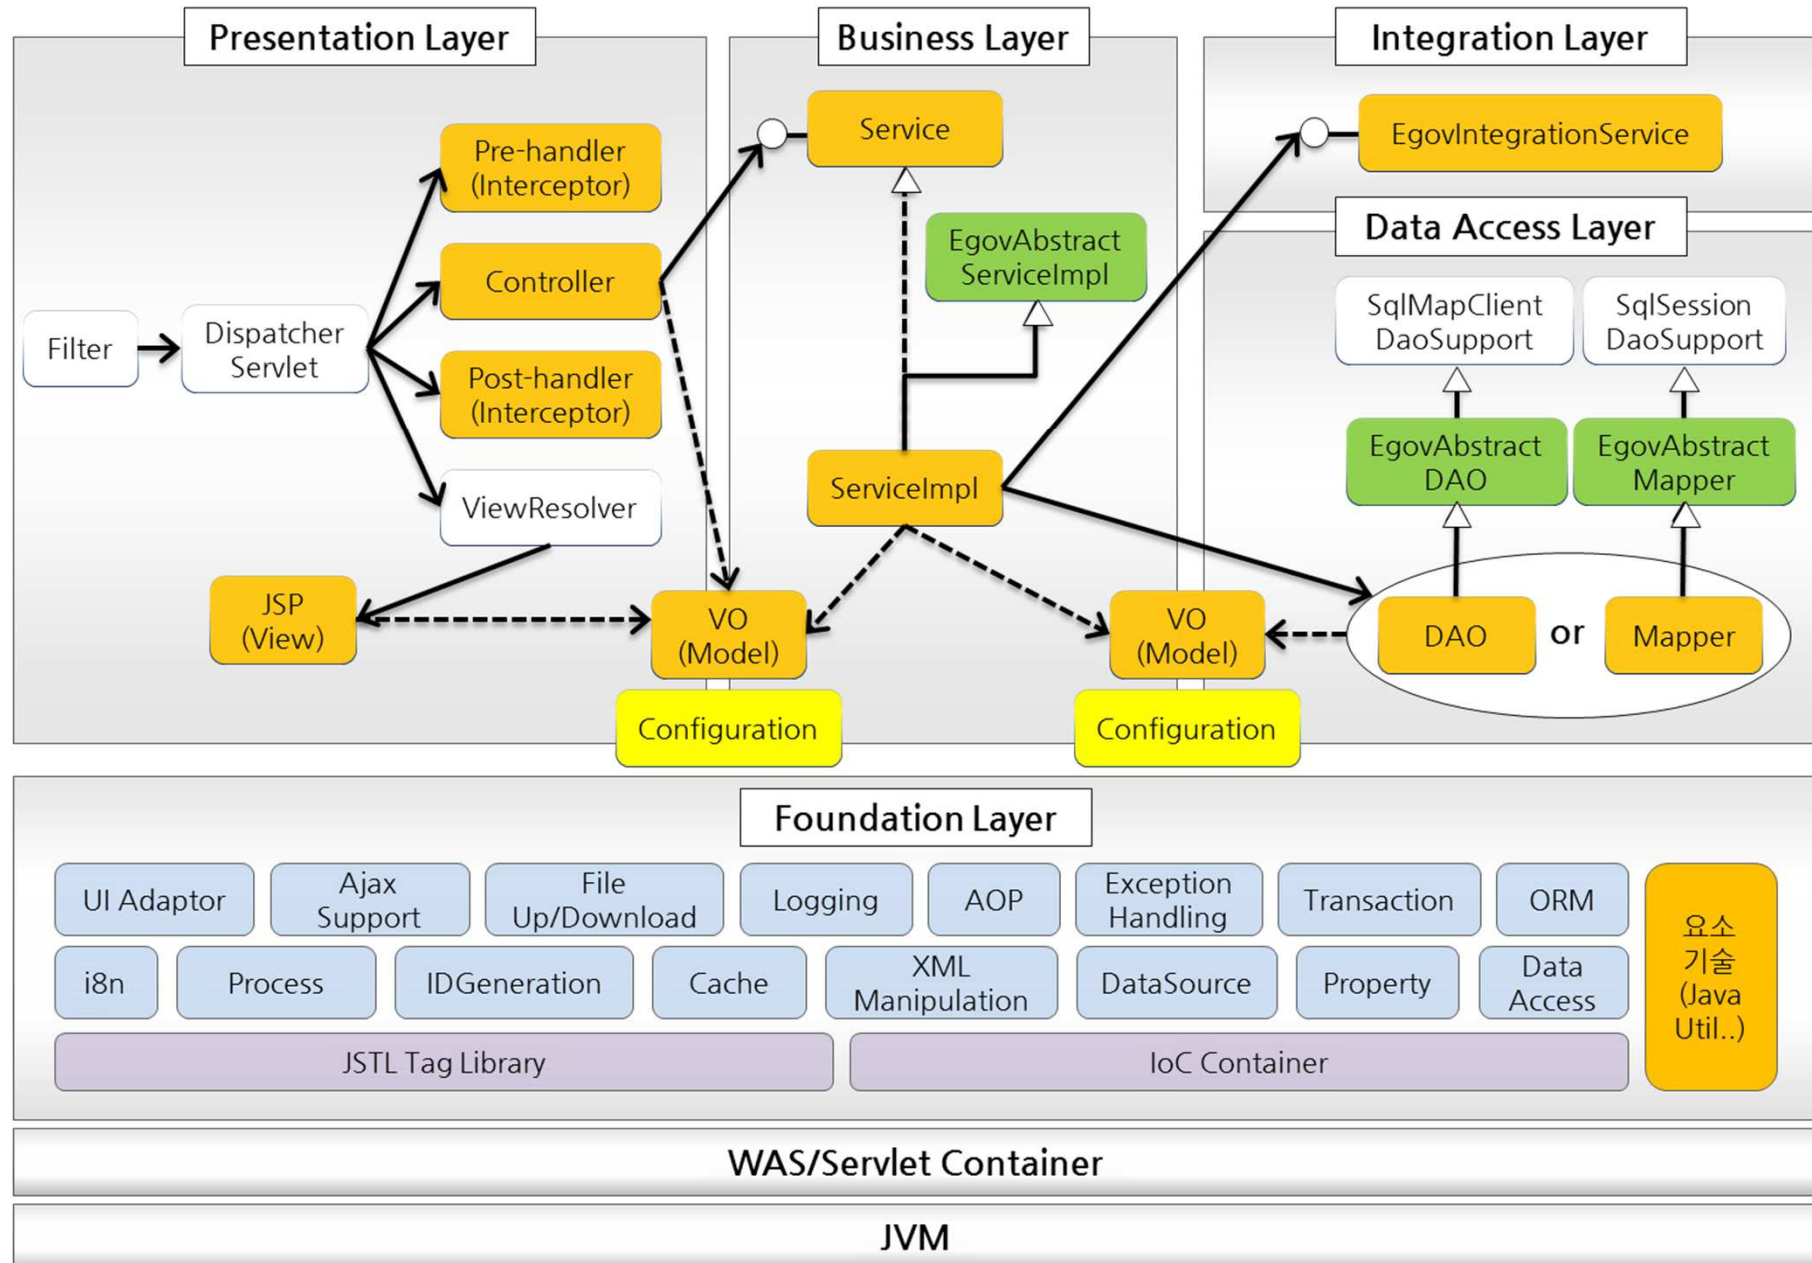 Presentation Layer
Business Layer
Integration Layer
Pre-handler
(Interceptor)
Controller
Filter
Dispatcher
Servlet
Post-handler
(Interceptor)
ViewResolver
JSP
(View)
Service
EgovAbstract
ServiceImpl
ServiceImpl
VO
(Model)
Configuration
VO
(Model)
Configuration
EgovIntegrationService
Data Access Layer
SqlMapClient
DaoSupport
SqlSession
DaoSupport
EgovAbstract
DAO
EgovAbstract
Mapper
DAO
or
Mapper
Foundation Layer
UI Adaptor
Ajax
Support
File
Up/Download
Logging
AOP
Exception
Handling
Transaction
ORM
i8n
Process
IDGeneration
Cache
XML
Manipulation
DataSource
Property
Data
Access
JSTL Tag Library
IoC Container
요소
기술
(Java
Util..)
WAS/Servlet Container
JVM